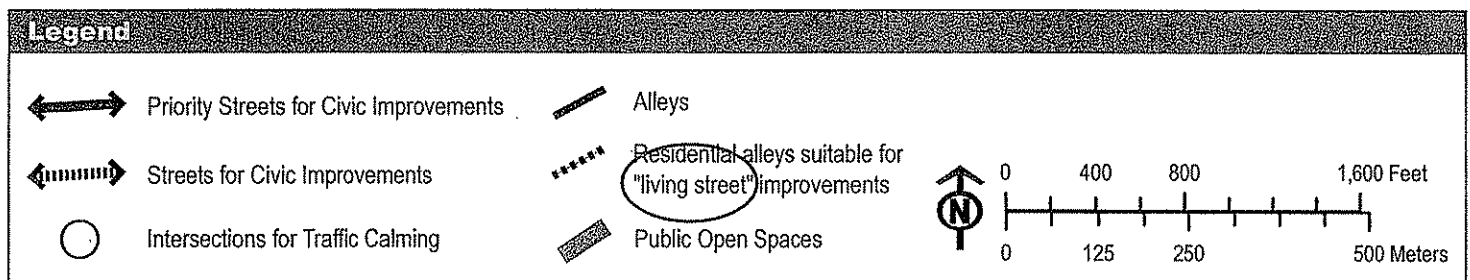 Legend
Priority Streets for Civic Improvements
Streets for Civic Improvements
Intersections for Traffic Calming
Alleys
Residential alleys suitable for
"living street" improvements
Public Open Spaces
N
0 400 800 1,600 Feet
0 125 250 500 Meters